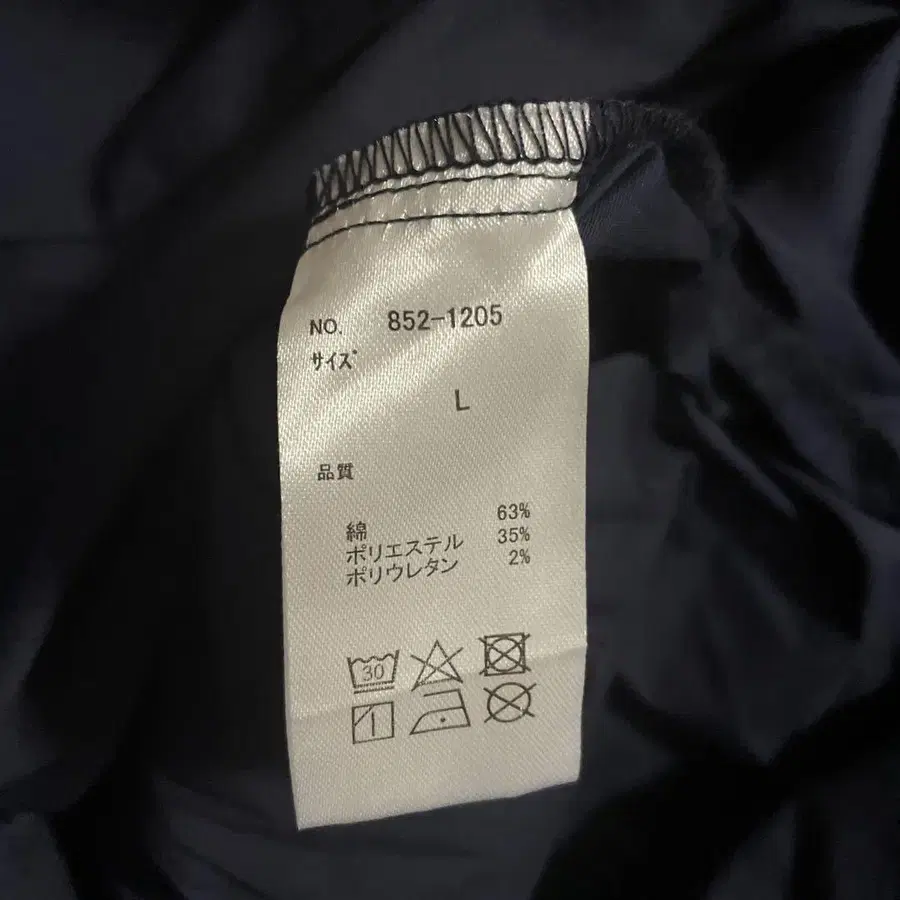 NO. 852-1205
サイズ
L
品質
綿 63%
ポリエステル 35%
ポリウレタン 2%
30